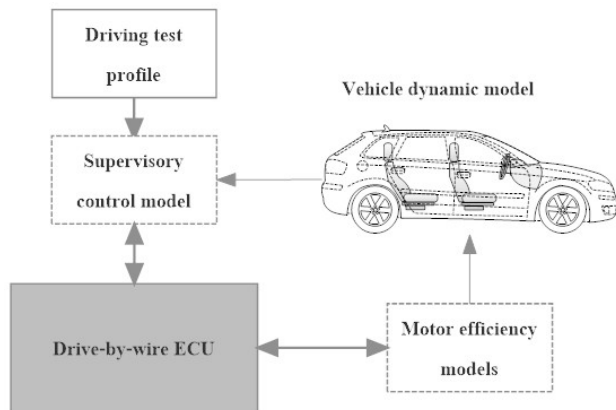 Driving test
profile
Vehicle dynamic model
Supervisory
control model
Drive-by-wire ECU
Motor efficiency
models